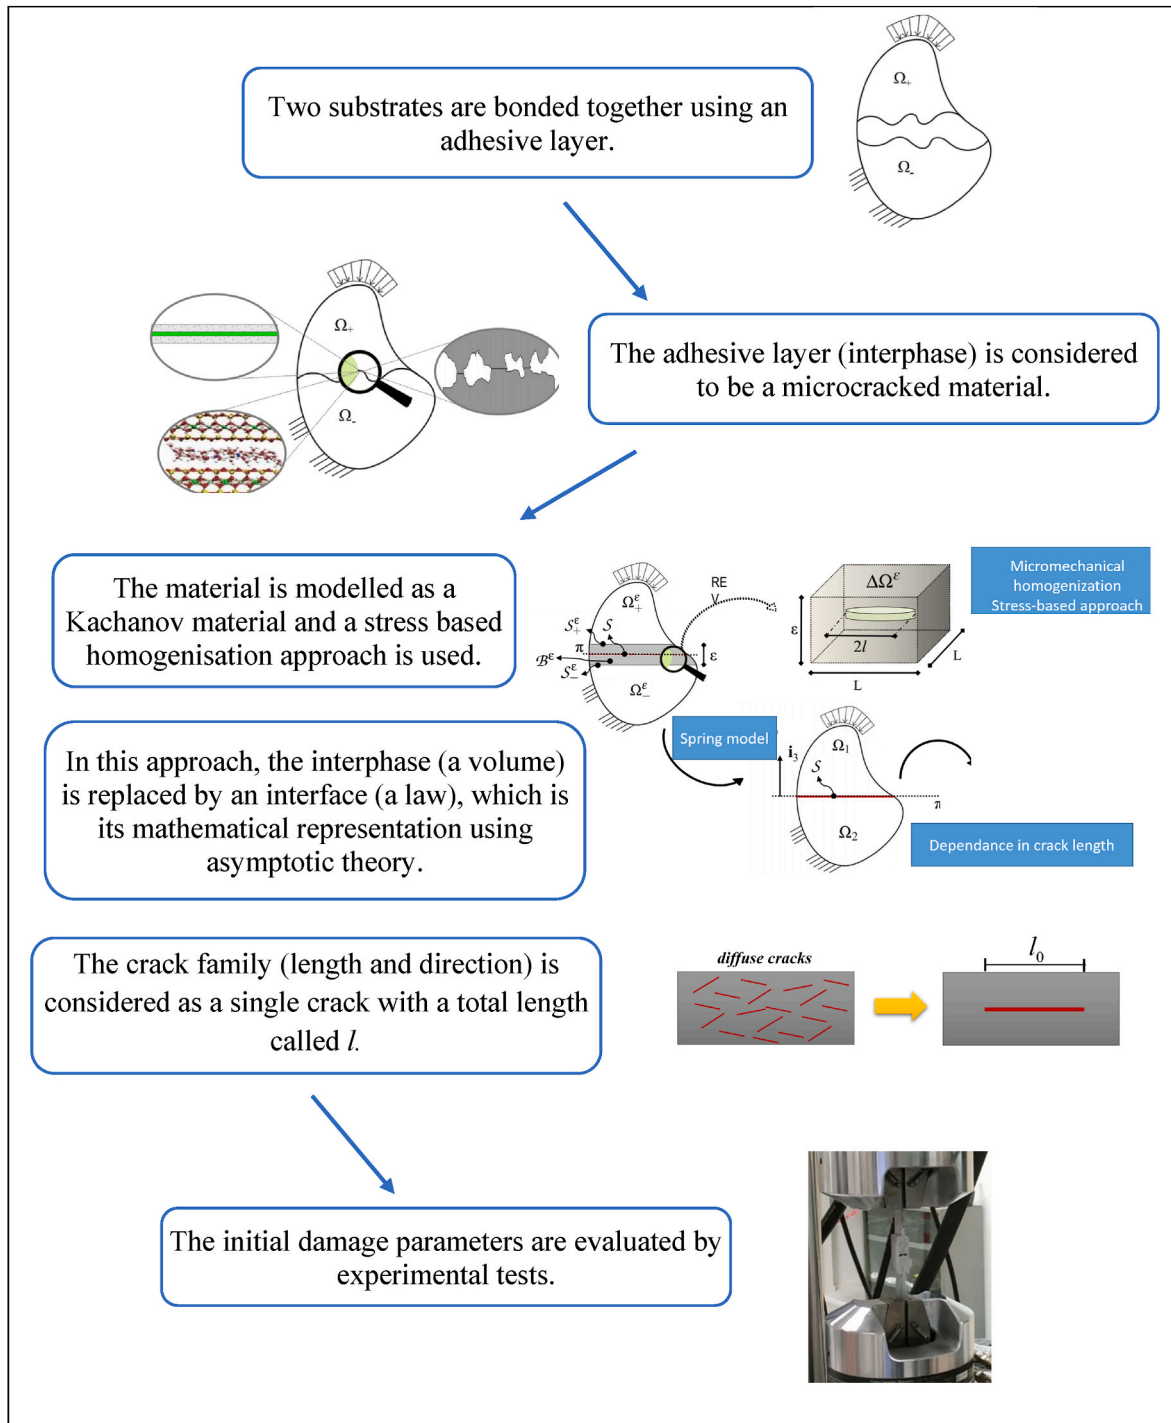 Two substrates are bonded together using an
adhesive layer.
Ω₊
Ω₋
Ω₊
Ω₋
The adhesive layer (interphase) is considered
to be a microcracked material.
The material is modelled as a
Kachanov material and a stress based
homogenisation approach is used.
RE
V
Ω₊^ε
S₊^ε
S
π
B^ε
S₋^ε
ε
Ω₋^ε
ΔΩ^ε
ε
2l
L
L
Micromechanical
homogenization
Stress-based approach
In this approach, the interphase (a volume)
is replaced by an interface (a law), which is
its mathematical representation using
asymptotic theory.
Spring model
i₃
Ω₁
S
π
Ω₂
Dependance in crack length
The crack family (length and direction) is
considered as a single crack with a total length
called l.
diffuse cracks
l₀
The initial damage parameters are evaluated by
experimental tests.